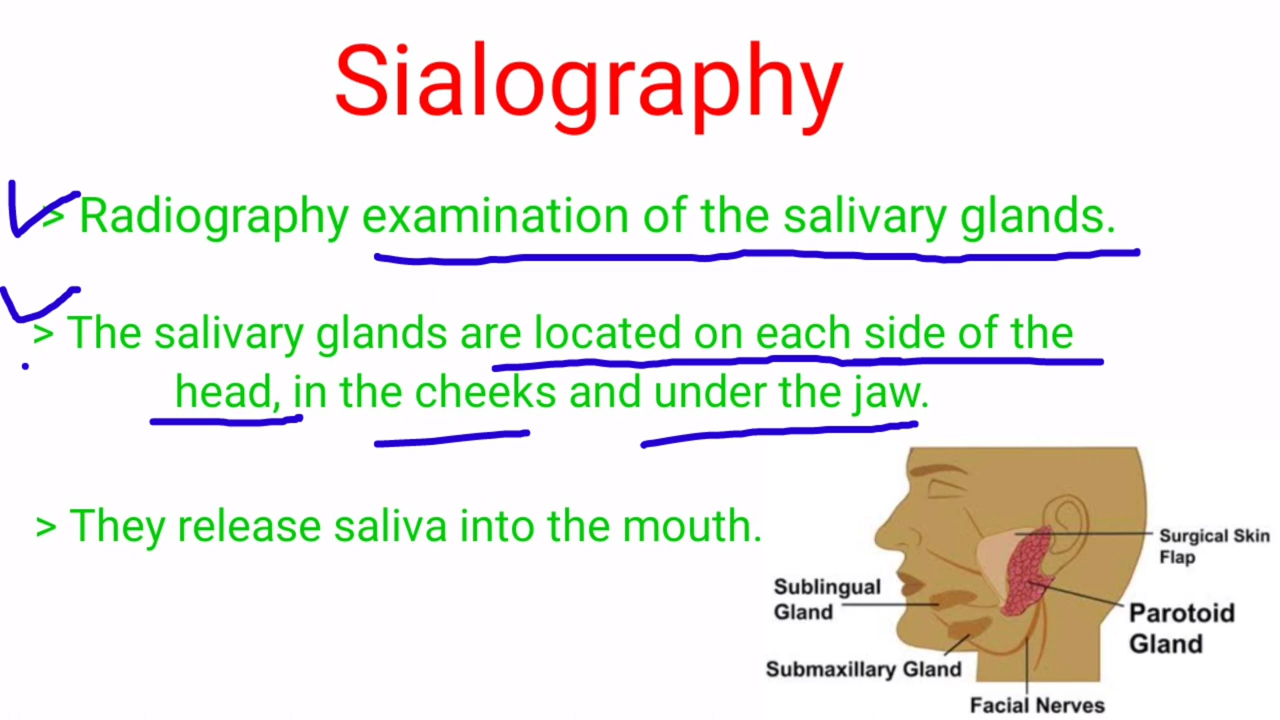 Sialography
> Radiography examination of the salivary glands.
> The salivary glands are located on each side of the
head, in the cheeks and under the jaw.
> They release saliva into the mouth.
Surgical Skin
Flap
Sublingual
Gland
Parotoid
Gland
Submaxillary Gland
Facial Nerves